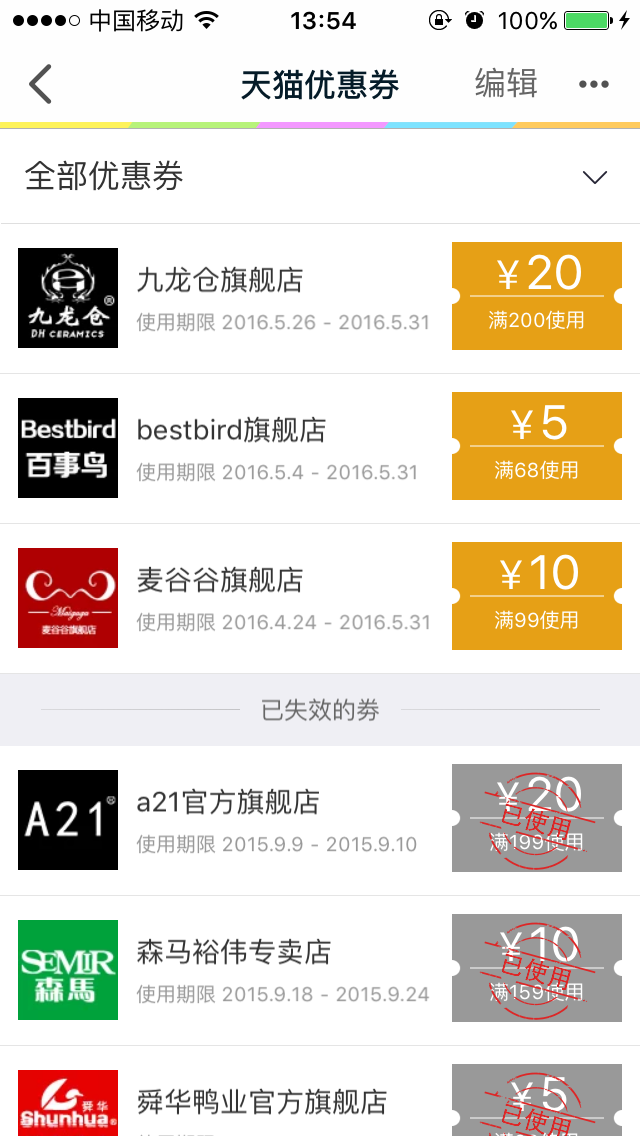 中国移动 13:54 100%
天猫优惠券 编辑
全部优惠券
九龙仓®
DH CERAMICS
九龙仓旗舰店
使用期限 2016.5.26 - 2016.5.31
¥20
满200使用
Bestbird
百事鸟
bestbird旗舰店
使用期限 2016.5.4 - 2016.5.31
¥5
满68使用
Maigugu
麦谷谷旗舰店
麦谷谷旗舰店
使用期限 2016.4.24 - 2016.5.31
¥10
满99使用
已失效的劵
A21®
a21官方旗舰店
使用期限 2015.9.9 - 2015.9.10
¥20
已使用
满199使用
SEMIR
森馬
森马裕伟专卖店
使用期限 2015.9.18 - 2015.9.24
¥10
已使用
满159使用
舜华
Shunhua®
舜华鸭业官方旗舰店
¥5
已使用